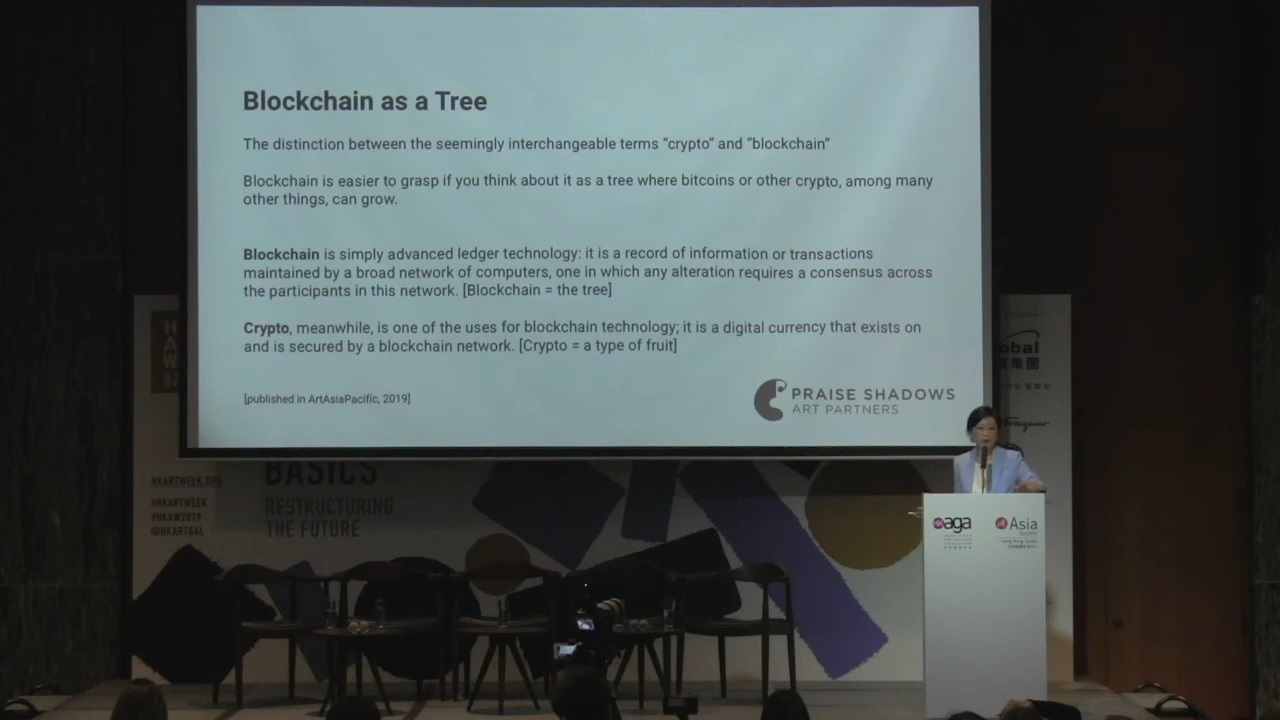 Blockchain as a Tree
The distinction between the seemingly interchangeable terms “crypto” and “blockchain”
Blockchain is easier to grasp if you think about it as a tree where bitcoins or other crypto, among many
other things, can grow.
Blockchain is simply advanced ledger technology: it is a record of information or transactions
maintained by a broad network of computers, one in which any alteration requires a consensus across
the participants in this network. [Blockchain = the tree]
Crypto, meanwhile, is one of the uses for blockchain technology; it is a digital currency that exists on
and is secured by a blockchain network. [Crypto = a type of fruit]
[published in ArtAsiaPacific, 2019]
PRAISE SHADOWS
ART PARTNERS
BASICS
RESTRUCTURING
THE FUTURE
HKARTWEEK.ORG
#HKARTWEEK
#HKAW2019
@HKARTGAL
aga
Asia
Society